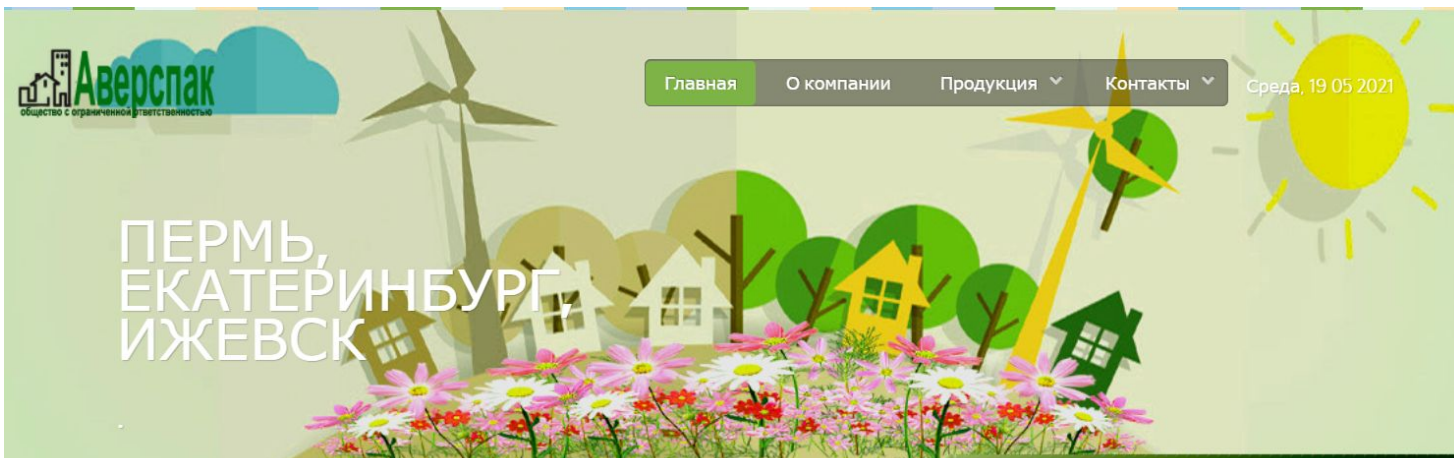 Аверспак
общество с ограниченной ответственностью
Главная
О компании
Продукция
Контакты
Среда, 19 05 2021
ПЕРМЬ,
ЕКАТЕРИНБУРГ,
ИЖЕВСК
.